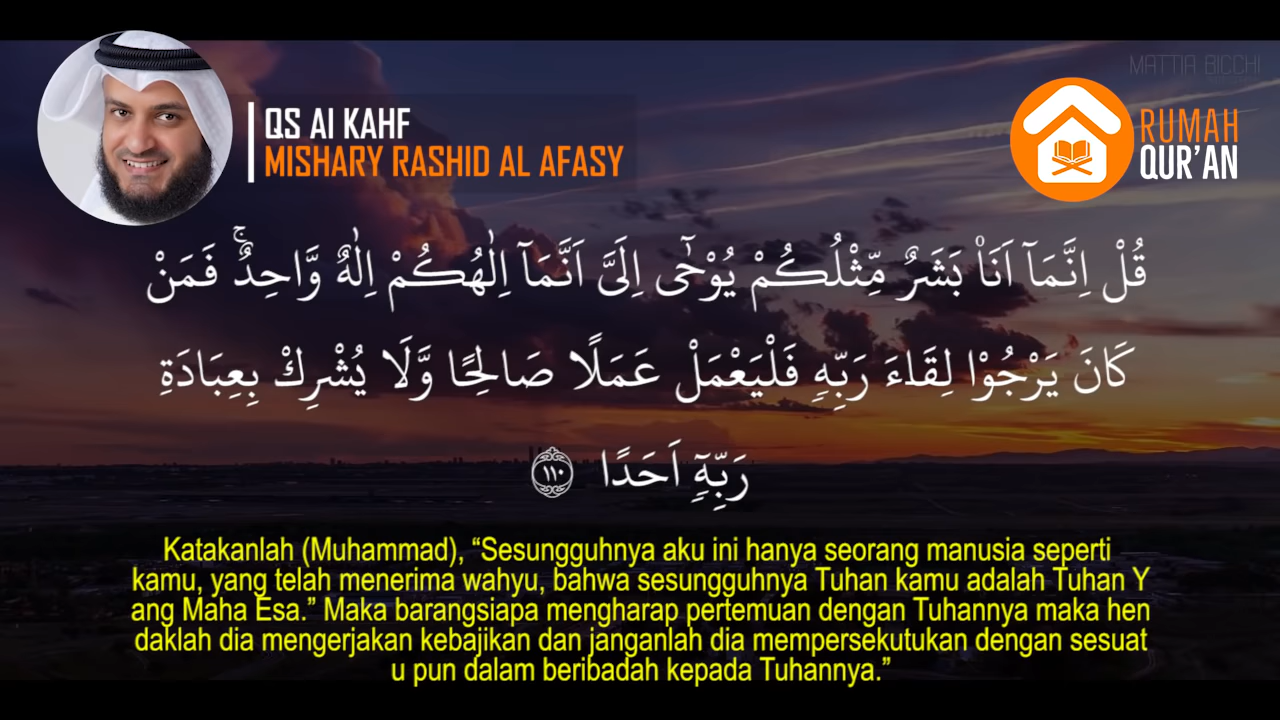 MATTIA BICCHI
QS Al KAHF
MISHARY RASHID AL AFASY
RUMAH
QUR'AN
قُلْ اِنَّمَآ اَنَا۠ بَشَرٌ مِّثْلُكُمْ يُوْحٰٓى اِلَيَّ اَنَّمَآ اِلٰهُكُمْ اِلٰهٌ وَّاحِدٌۚ فَمَنْ
كَانَ يَرْجُوْا لِقَاۤءَ رَبِّهٖ فَلْيَعْمَلْ عَمَلًا صَالِحًا وَّلَا يُشْرِكْ بِعِبَادَةِ
رَبِّهٖٓ اَحَدًا ١١٠
Katakanlah (Muhammad), “Sesungguhnya aku ini hanya seorang manusia seperti
kamu, yang telah menerima wahyu, bahwa sesungguhnya Tuhan kamu adalah Tuhan Y
ang Maha Esa.” Maka barangsiapa mengharap pertemuan dengan Tuhannya maka hen
daklah dia mengerjakan kebajikan dan janganlah dia mempersekutukan dengan sesuat
u pun dalam beribadah kepada Tuhannya.”